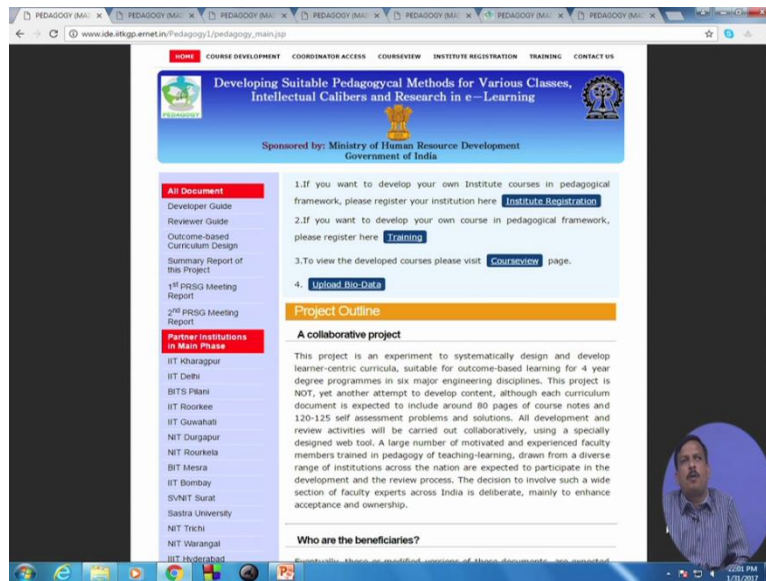 PEDAGOGY (MA
PEDAGOGY (MA
PEDAGOGY (MA
PEDAGOGY (MA
PEDAGOGY (MA
PEDAGOGY (MA
PEDAGOGY (MA
www.ide.iitkgp.ernet.in/Pedagogy1/pedagogy_main.jsp
HOME COURSE DEVELOPMENT COORDINATOR ACCESS COURSEVIEW INSTITUTE REGISTRATION TRAINING CONTACT US
Developing Suitable Pedagogycal Methods for Various Classes,
Intellectual Calibers and Research in e-Learning
PEDAGOGY
Sponsored by: Ministry of Human Resource Development
Government of India
All Document
Developer Guide
Reviewer Guide
Outcome-based
Curriculum Design
Summary Report of
this Project
1st PRSG Meeting
Report
2nd PRSG Meeting
Report
Partner Institutions
in Main Phase
IIT Kharagpur
IIT Delhi
BITS Pilani
IIT Roorkee
IIT Guwahati
NIT Durgapur
NIT Rourkela
BIT Mesra
IIT Bombay
SVNIT Surat
Sastra University
NIT Trichi
NIT Warangal
IIIT Hyderabad
1.If you want to develop your own Institute courses in pedagogical
framework, please register your institution here Institute Registration
2.If you want to develop your own course in pedagogical framework,
please register here Training
3.To view the developed courses please visit Courseview page.
4. Upload Bio-Data
Project Outline
A collaborative project
This project is an experiment to systematically design and develop
learner-centric curricula, suitable for outcome-based learning for 4 year
degree programmes in six major engineering disciplines. This project is
NOT, yet another attempt to develop content, although each curriculum
document is expected to include around 80 pages of course notes and
120-125 self assessment problems and solutions. All development and
review activities will be carried out collaboratively, using a specially
designed web tool. A large number of motivated and experienced faculty
members trained in pedagogy of teaching-learning, drawn from a diverse
range of institutions across the nation are expected to participate in the
development and the review process. The decision to involve such a wide
section of faculty experts across India is deliberate, mainly to enhance
acceptance and ownership.
Who are the beneficiaries?
Eventually, these or modified versions of these documents, are expected
:01 PM
1/31/2017